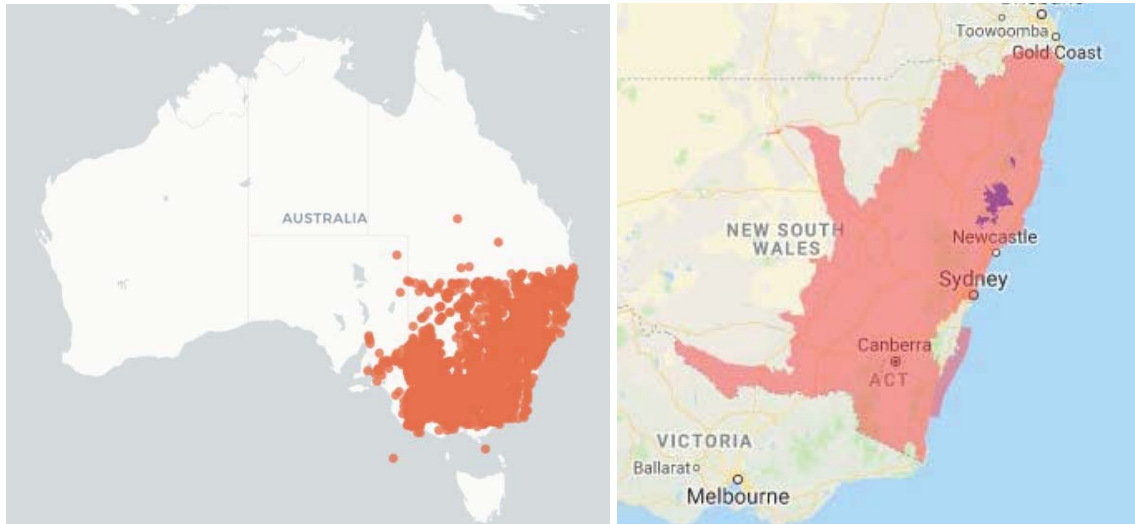 AUSTRALIA
Toowoomba
Gold Coast
NEW SOUTH
WALES
Newcastle
Sydney
Canberra
ACT
VICTORIA
Ballarat
Melbourne